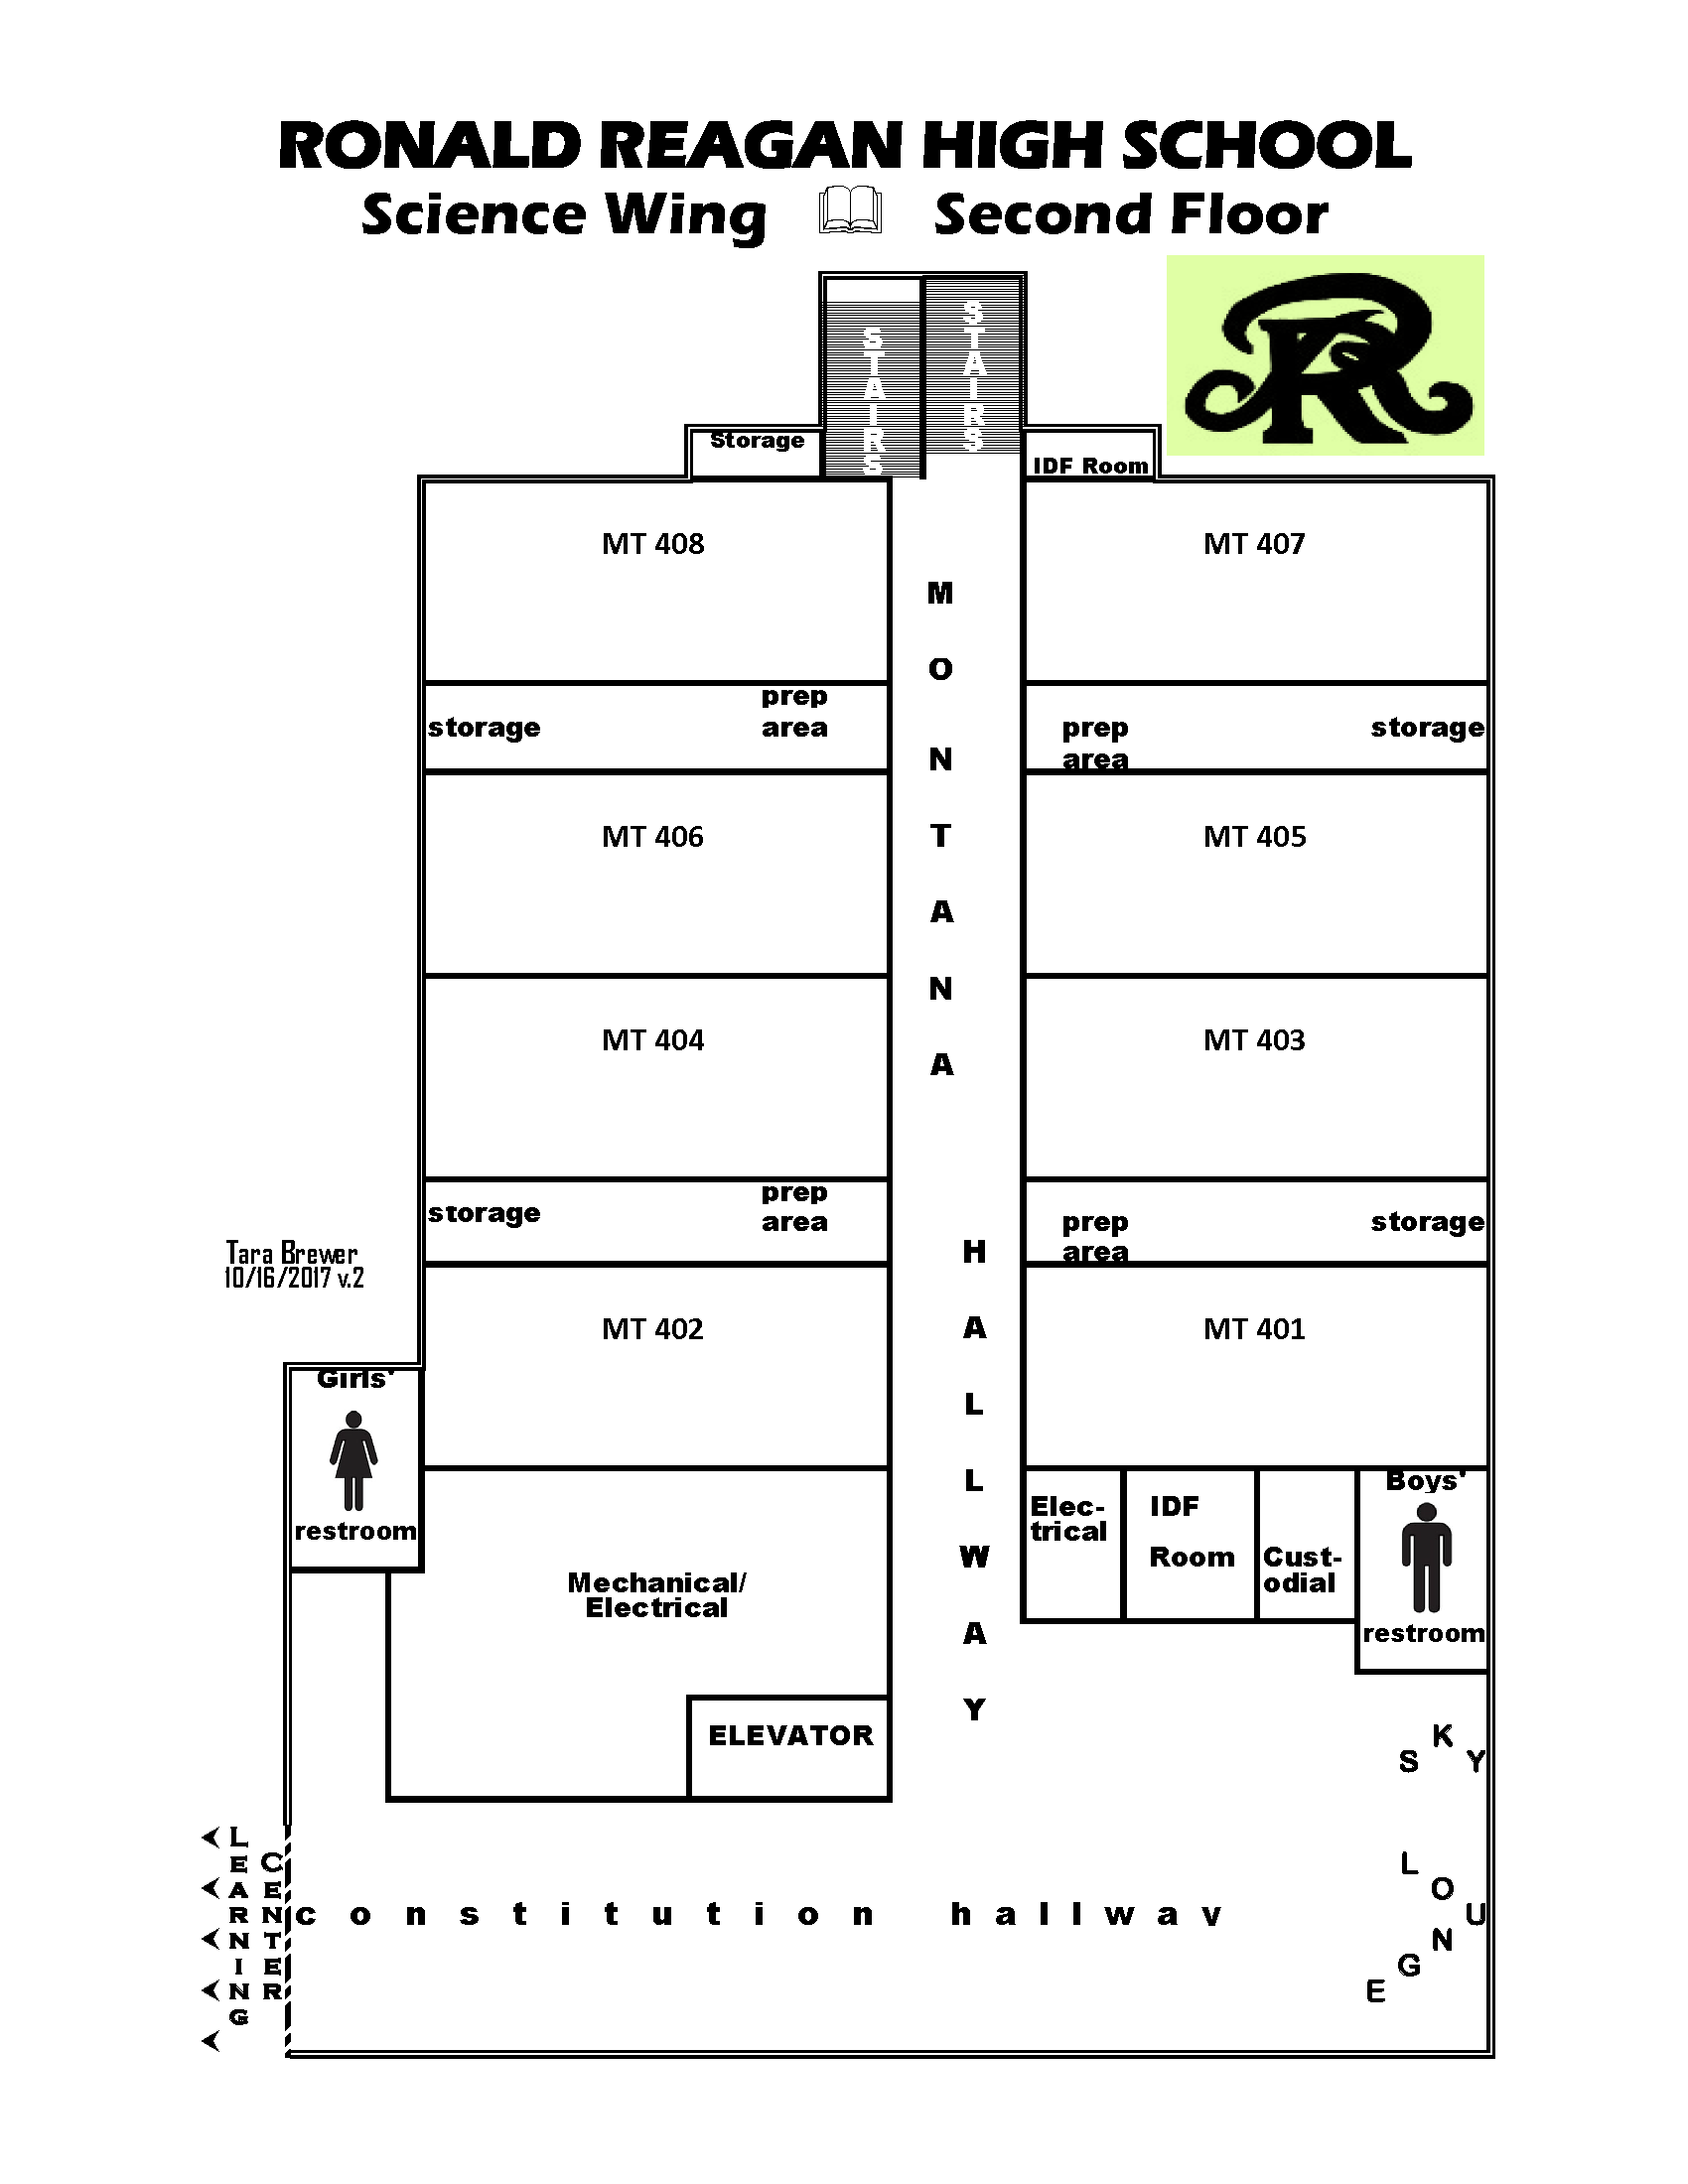 RONALD REAGAN HIGH SCHOOL
Science Wing Second Floor
STAIRS
STAIRS
Storage
IDF Room
MT 408
MT 407
MONTANA HALLWAY
storage
prep
area
prep
area
storage
MT 406
MT 405
MT 404
MT 403
storage
prep
area
prep
area
storage
Tara Brewer
10/16/2017 v.2
MT 402
MT 401
Girls'
restroom
Mechanical/
Electrical
ELEVATOR
Elec-
trical
IDF
Room
Cust-
odial
Boys'
restroom
SKY
LOUNGE
LEARNING
CENTER
constitution hallway